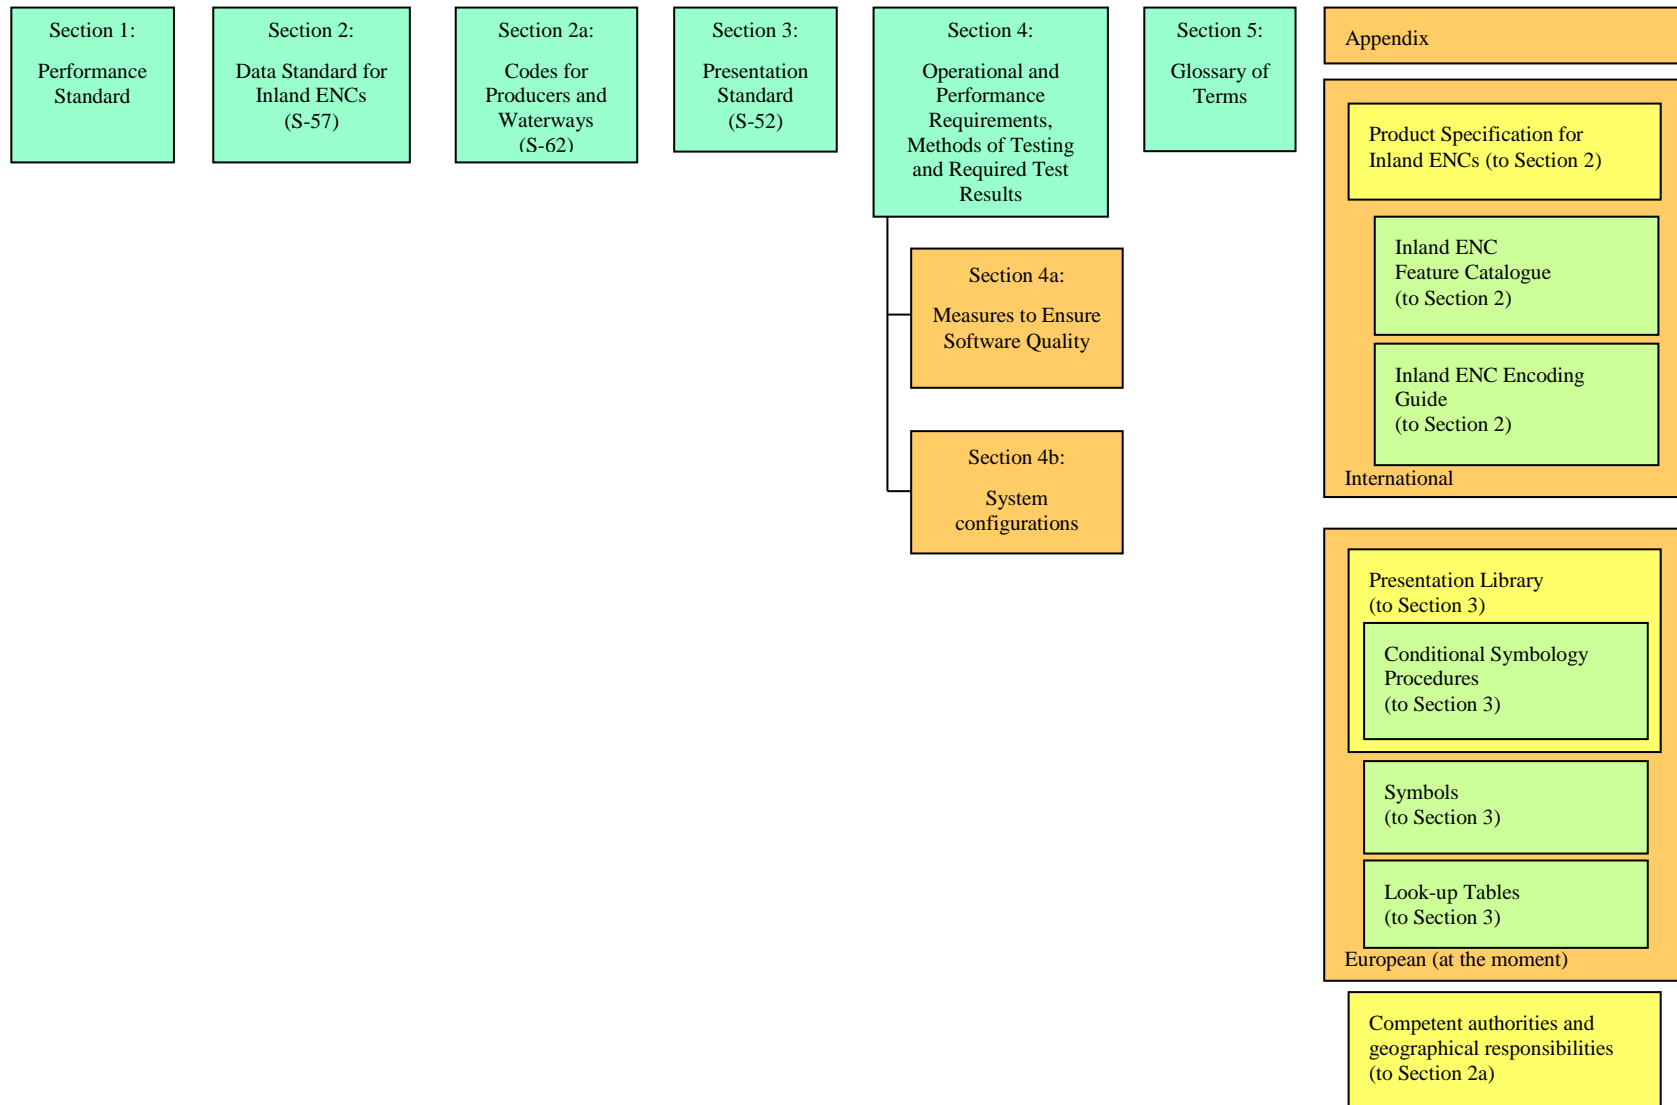 Section 1:
Performance
Standard
Section 2:
Data Standard for
Inland ENCs
(S-57)
Section 2a:
Codes for
Producers and
Waterways
(S-62)
Section 3:
Presentation
Standard
(S-52)
Section 4:
Operational and
Performance
Requirements,
Methods of Testing
and Required Test
Results
Section 4a:
Measures to Ensure
Software Quality
Section 4b:
System
configurations
Section 5:
Glossary of
Terms
Appendix
Product Specification for
Inland ENCs (to Section 2)
Inland ENC
Feature Catalogue
(to Section 2)
Inland ENC Encoding
Guide
(to Section 2)
International
Presentation Library
(to Section 3)
Conditional Symbology
Procedures
(to Section 3)
Symbols
(to Section 3)
Look-up Tables
(to Section 3)
European (at the moment)
Competent authorities and
geographical responsibilities
(to Section 2a)